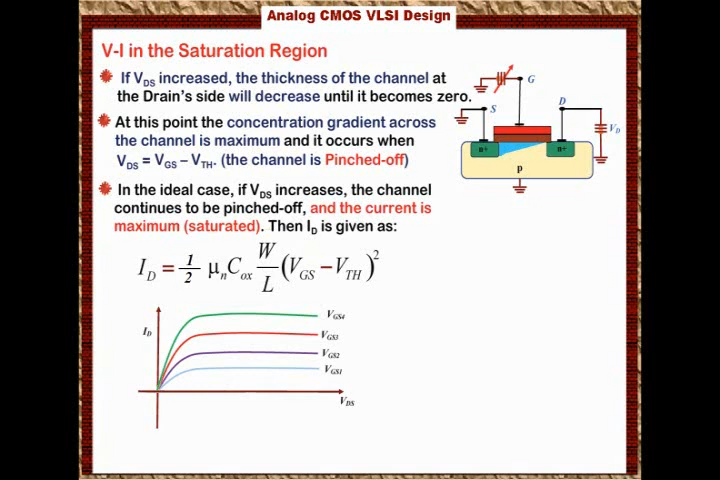 Analog CMOS VLSI Design
V-I in the Saturation Region
If VDS increased, the thickness of the channel at
the Drain's side will decrease until it becomes zero.
At this point the concentration gradient across
the channel is maximum and it occurs when
VDS = VGS – VTH. (the channel is Pinched-off)
In the ideal case, if VDS increases, the channel
continues to be pinched-off, and the current is
maximum (saturated). Then ID is given as:
ID = 1/2 μnCox W/L (VGS – VTH)²
G
S
D
VD
n+
n+
p
ID
VGS4
VGS3
VGS2
VGS1
VDS